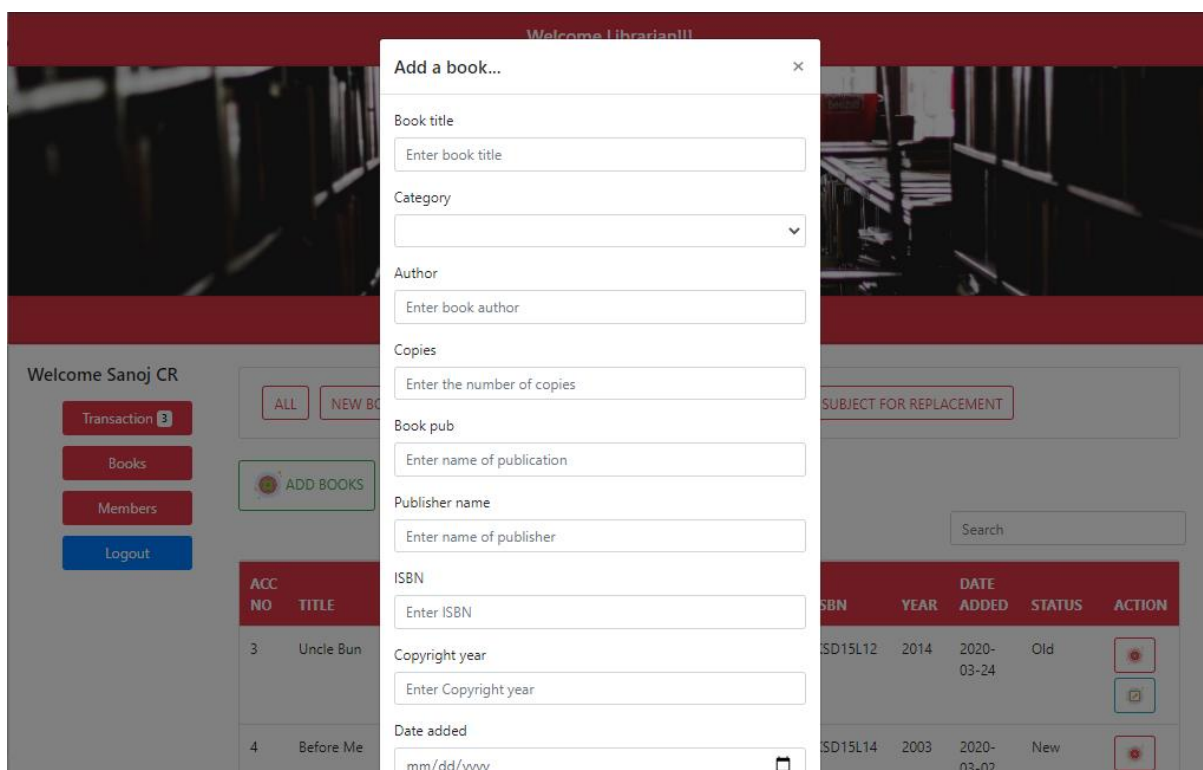 Welcome Librarian!!!
Add a book...
×
Book title
Enter book title
Category
Author
Enter book author
Copies
Enter the number of copies
Book pub
Enter name of publication
Publisher name
Enter name of publisher
ISBN
Enter ISBN
Copyright year
Enter Copyright year
Date added
mm/dd/yyyy
Welcome Sanoj CR
Transaction 3
Books
Members
Logout
ALL
NEW BO
SUBJECT FOR REPLACEMENT
ADD BOOKS
Search
ACC NO TITLE SBN YEAR DATE ADDED STATUS ACTION
3 Uncle Bun SD15L12 2014 2020-03-24 Old
4 Before Me SD15L14 2003 2020-03-02 New